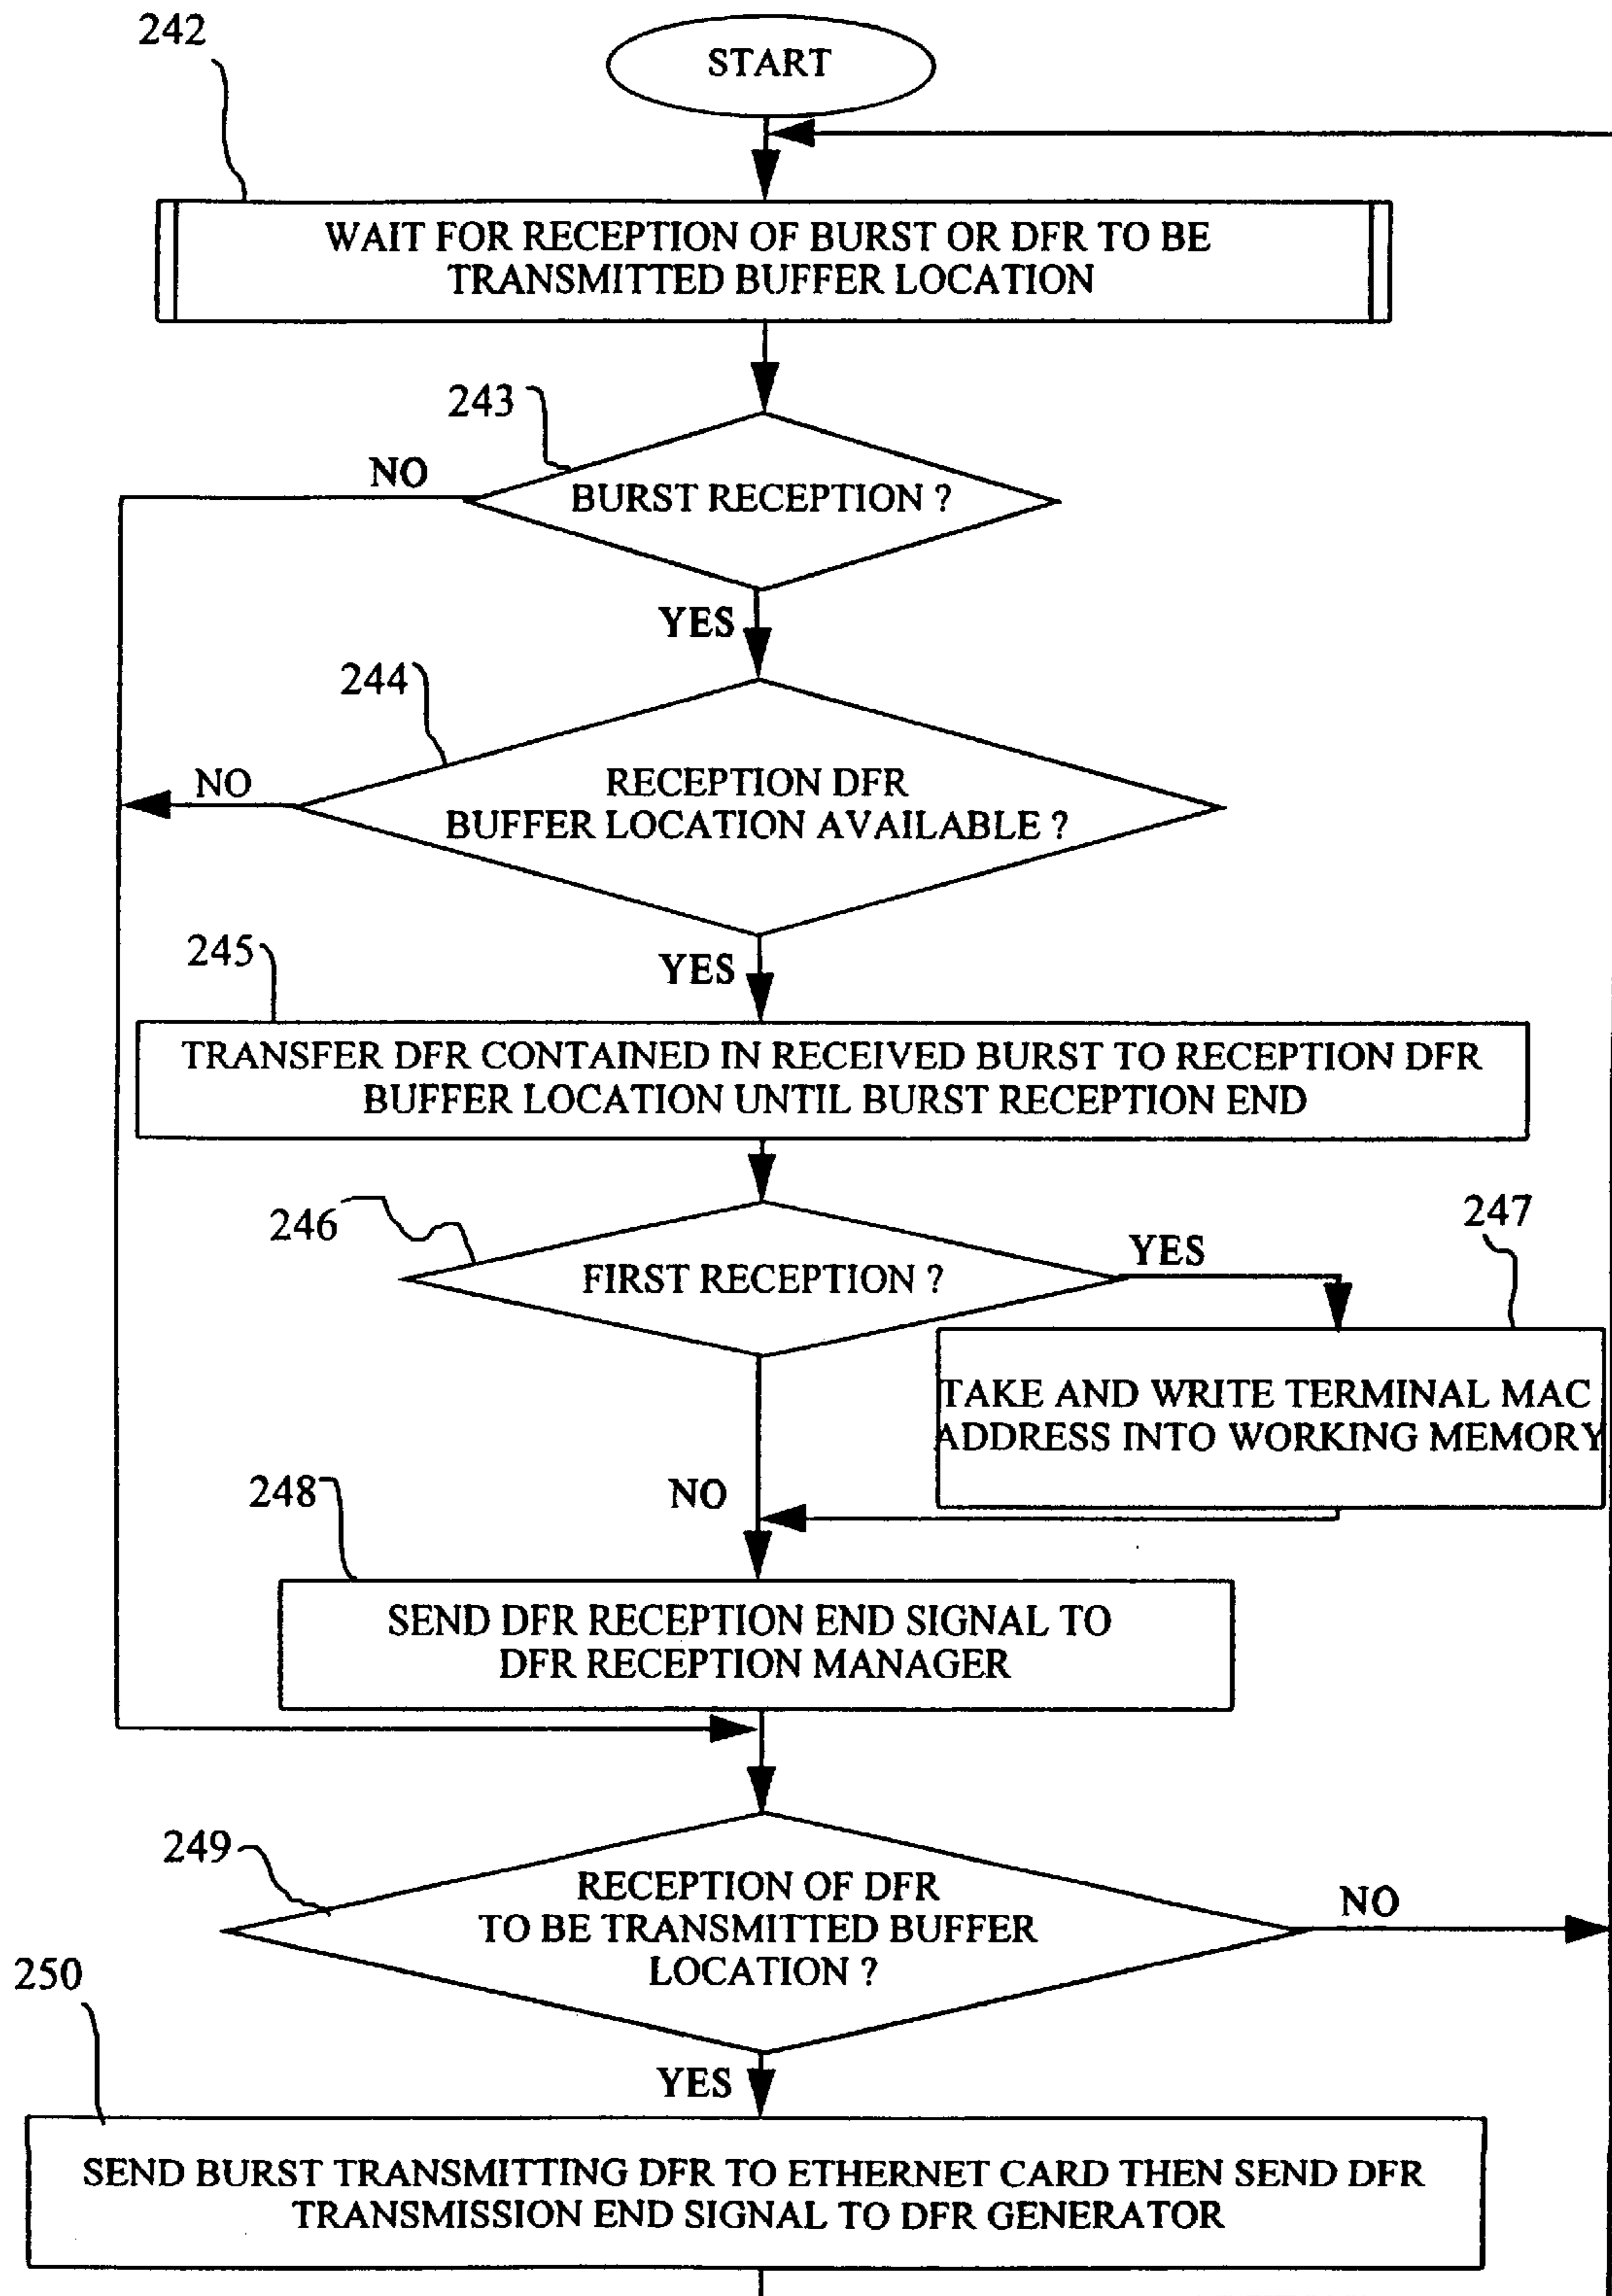 242
START
WAIT FOR RECEPTION OF BURST OR DFR TO BE
TRANSMITTED BUFFER LOCATION
243
NO
BURST RECEPTION ?
YES
244
NO
RECEPTION DFR
BUFFER LOCATION AVAILABLE ?
245
YES
TRANSFER DFR CONTAINED IN RECEIVED BURST TO RECEPTION DFR
BUFFER LOCATION UNTIL BURST RECEPTION END
246
247
YES
FIRST RECEPTION ?
TAKE AND WRITE TERMINAL MAC
ADDRESS INTO WORKING MEMORY
248
NO
SEND DFR RECEPTION END SIGNAL TO
DFR RECEPTION MANAGER
249
RECEPTION OF DFR
TO BE TRANSMITTED BUFFER
LOCATION ?
NO
250
YES
SEND BURST TRANSMITTING DFR TO ETHERNET CARD THEN SEND DFR
TRANSMISSION END SIGNAL TO DFR GENERATOR